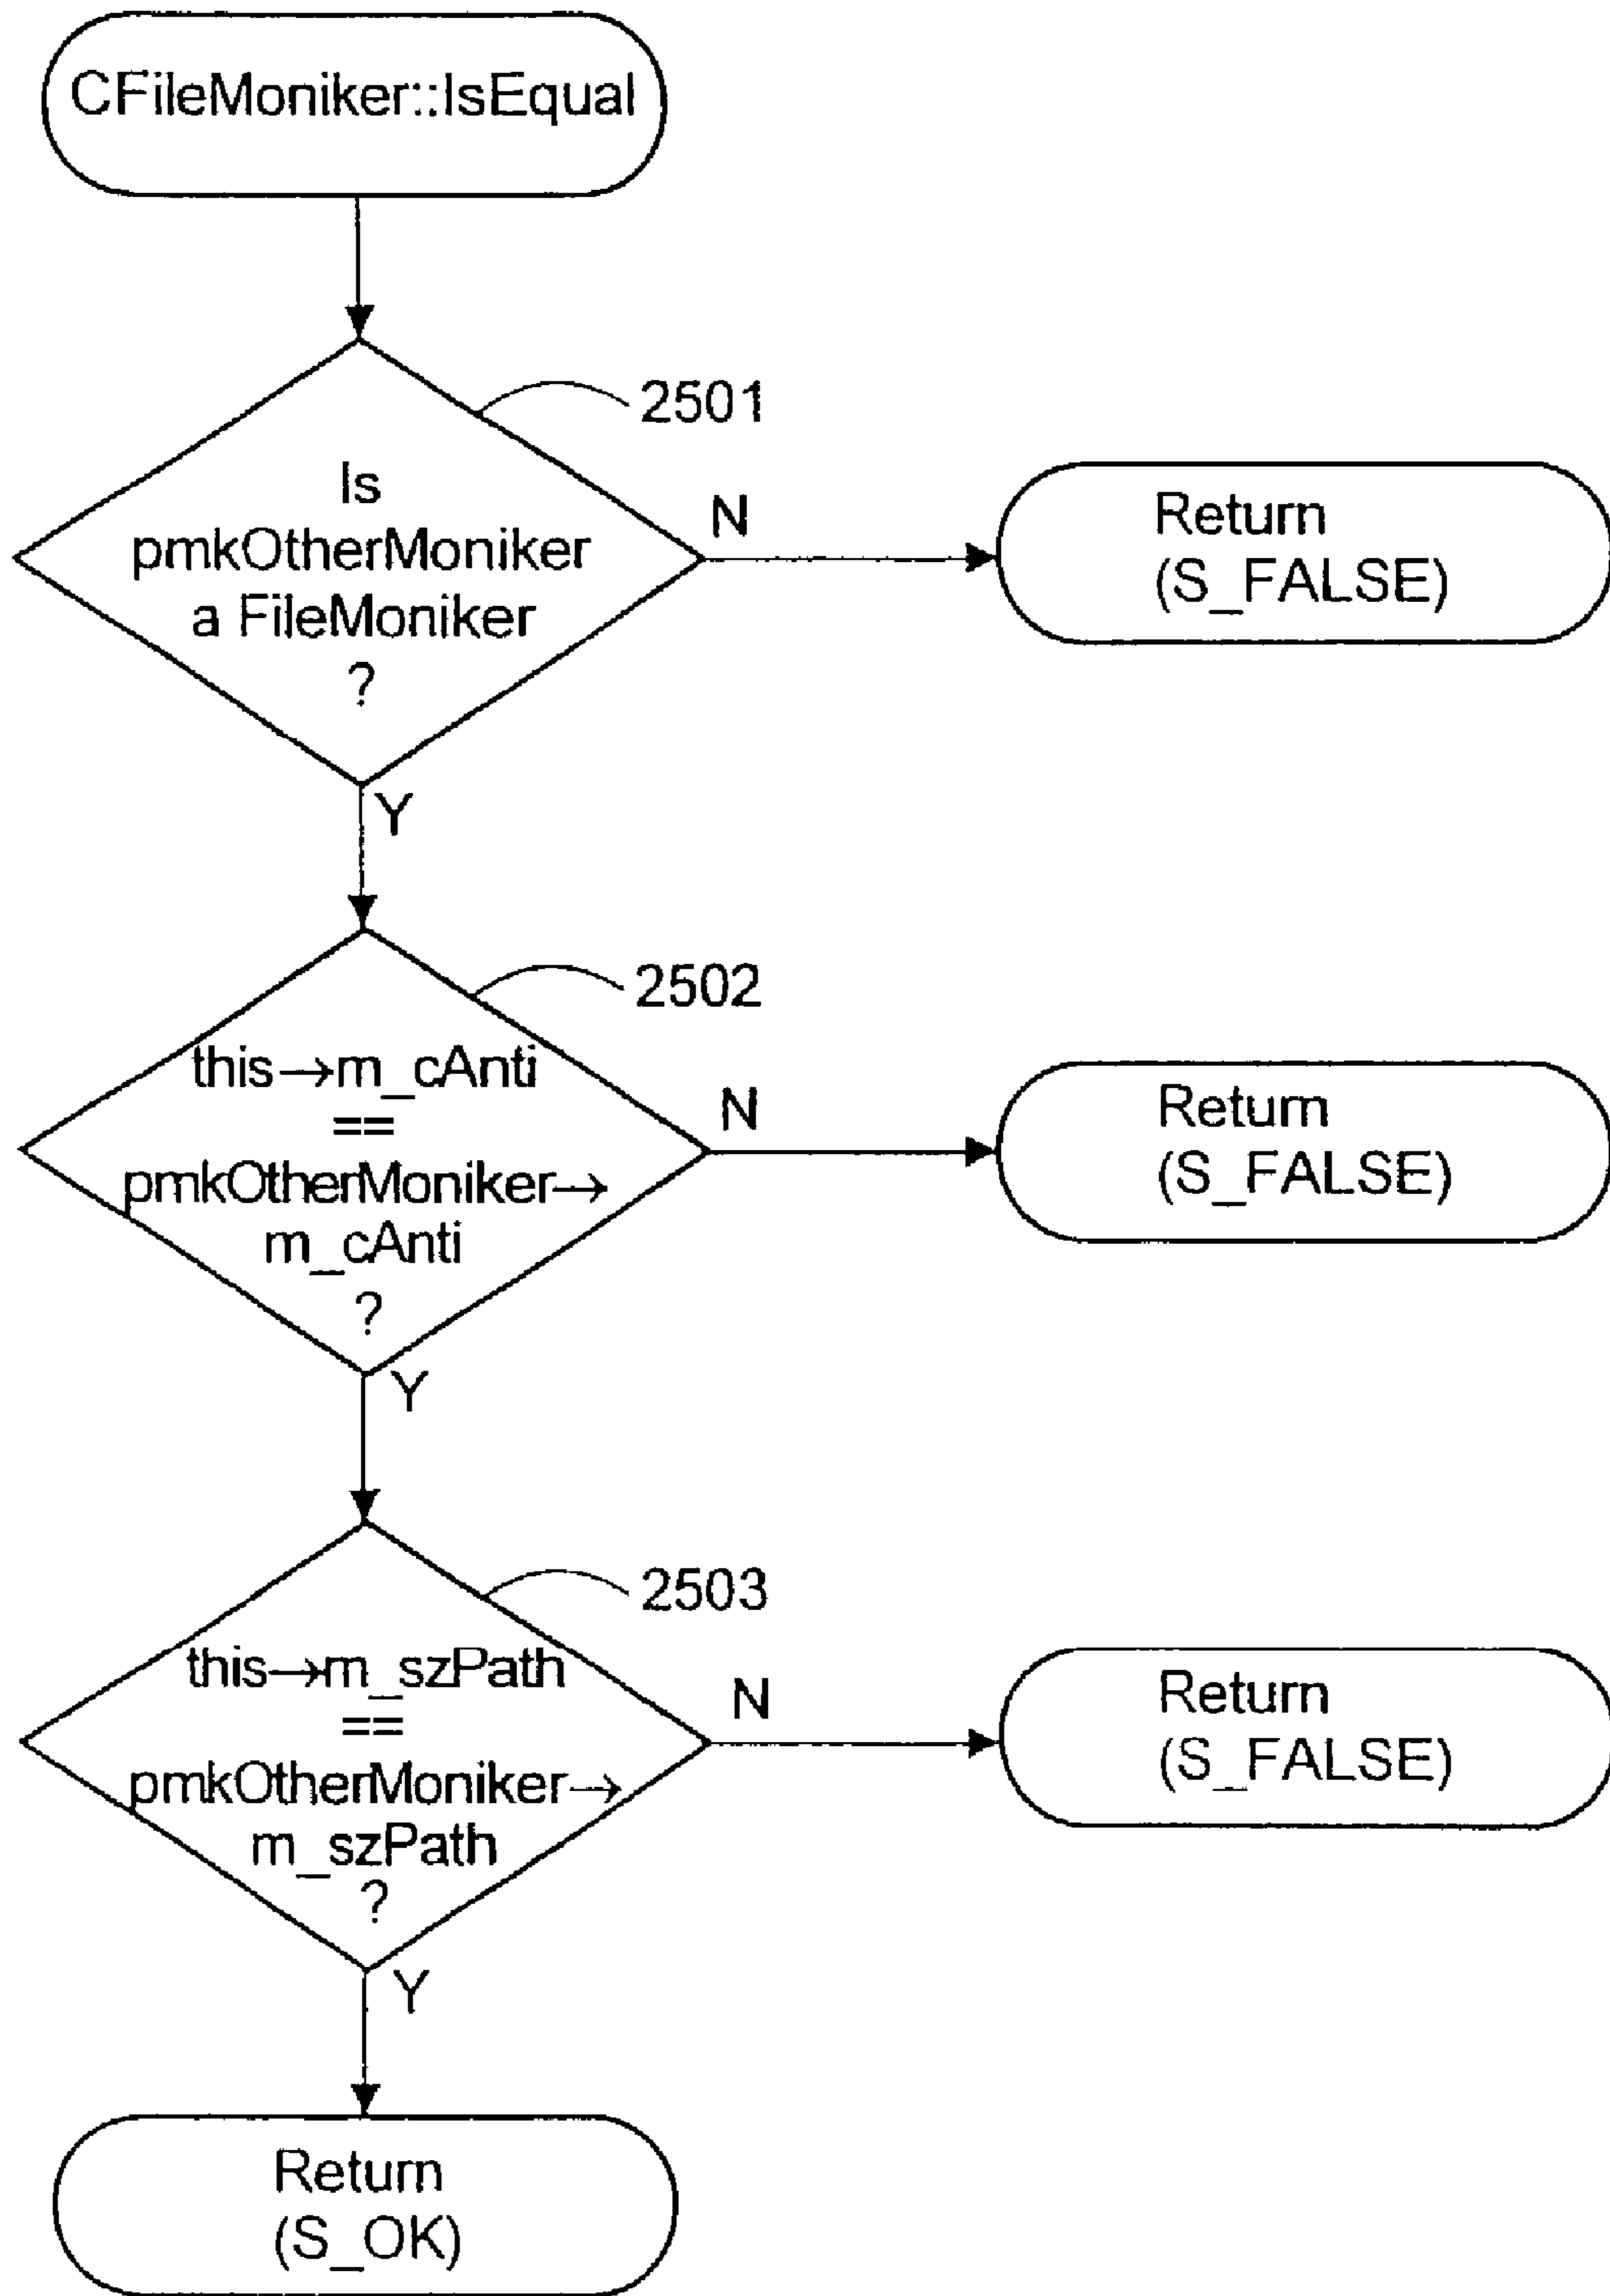 CFileMoniker::IsEqual
2501
Is
pmkOtherMoniker
a FileMoniker
?
N
Return
(S_FALSE)
Y
2502
this→m_cAnti
==
pmkOtherMoniker→
m_cAnti
?
N
Return
(S_FALSE)
Y
2503
this→m_szPath
==
pmkOtherMoniker→
m_szPath
?
N
Return
(S_FALSE)
Y
Return
(S_OK)